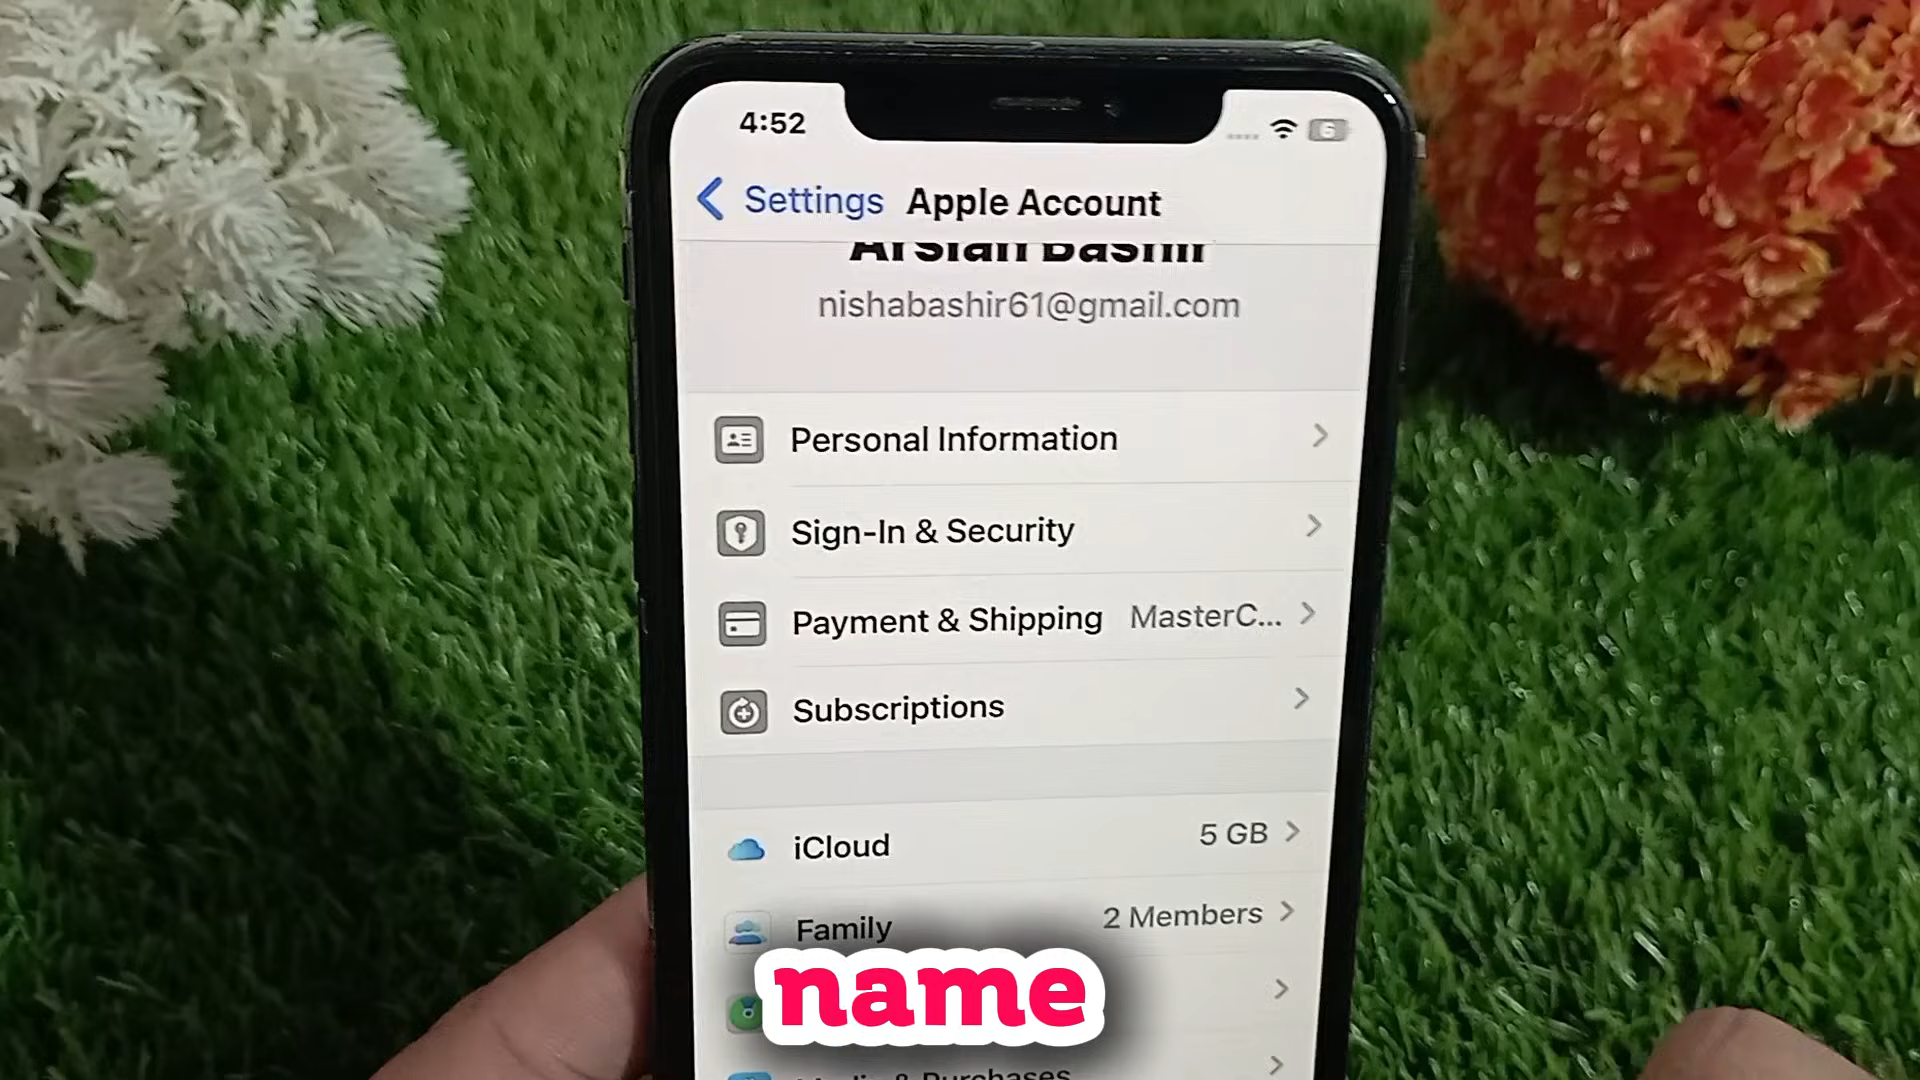 4:52
6
Settings Apple Account
Arslan Bashir
nishabashir61@gmail.com
Personal Information
Sign-In & Security
Payment & Shipping MasterC...
Subscriptions
iCloud 5 GB
Family 2 Members
name
Media & Purchases